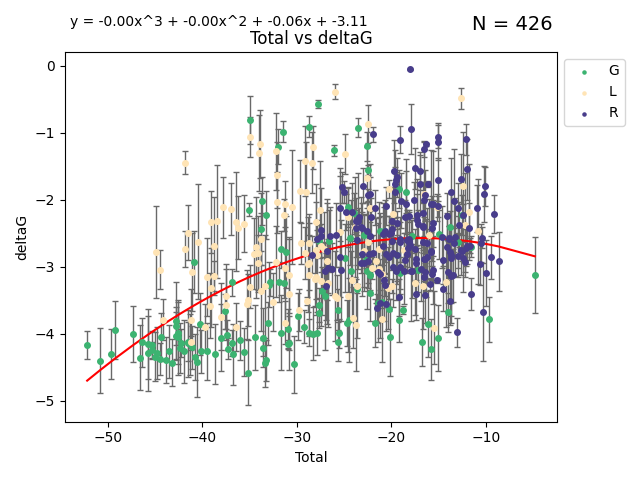 y = -0.00x^3 + -0.00x^2 + -0.06x + -3.11
N = 426
Total vs deltaG
G
L
R
deltaG
0
−1
−2
−3
−4
−5
−50
−40
−30
−20
−10
Total